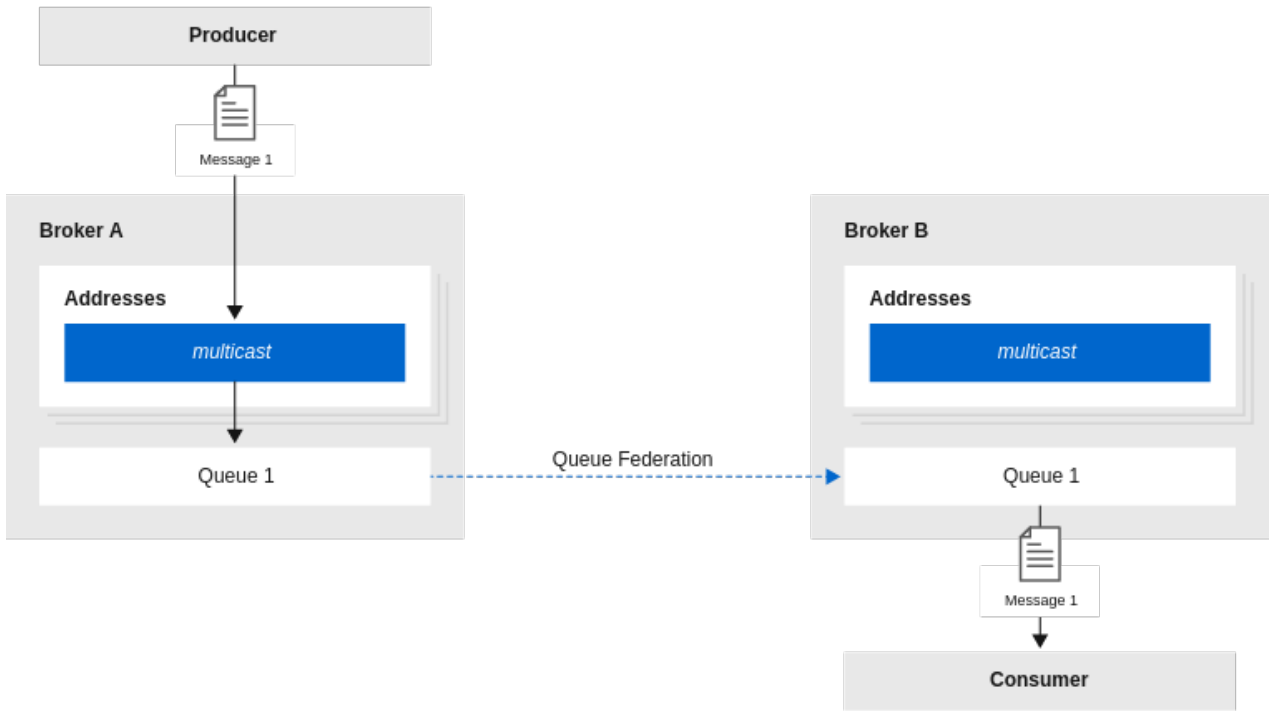 Producer
Message 1
Broker A
Addresses
multicast
Queue 1
Queue Federation
Broker B
Addresses
multicast
Queue 1
Message 1
Consumer